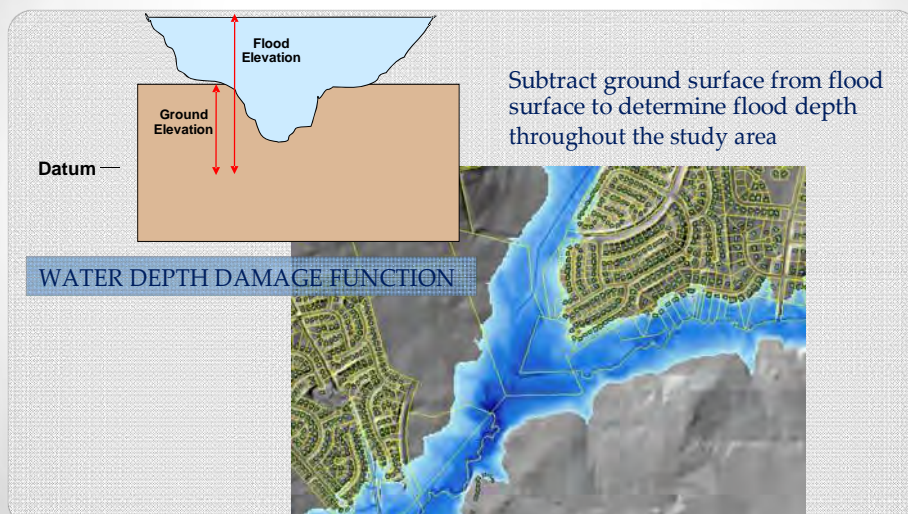 Flood
Elevation
Ground
Elevation
Datum
Subtract ground surface from flood
surface to determine flood depth
throughout the study area
WATER DEPTH DAMAGE FUNCTION